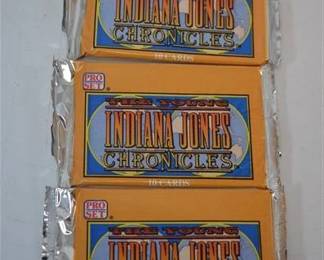 INDIANA JONES
CHRONICLES
10 CARDS
PRO
SET
THE YOUNG
INDIANA JONES
CHRONICLES
10 CARDS
PRO
SET
THE YOUNG
INDIANA JONES